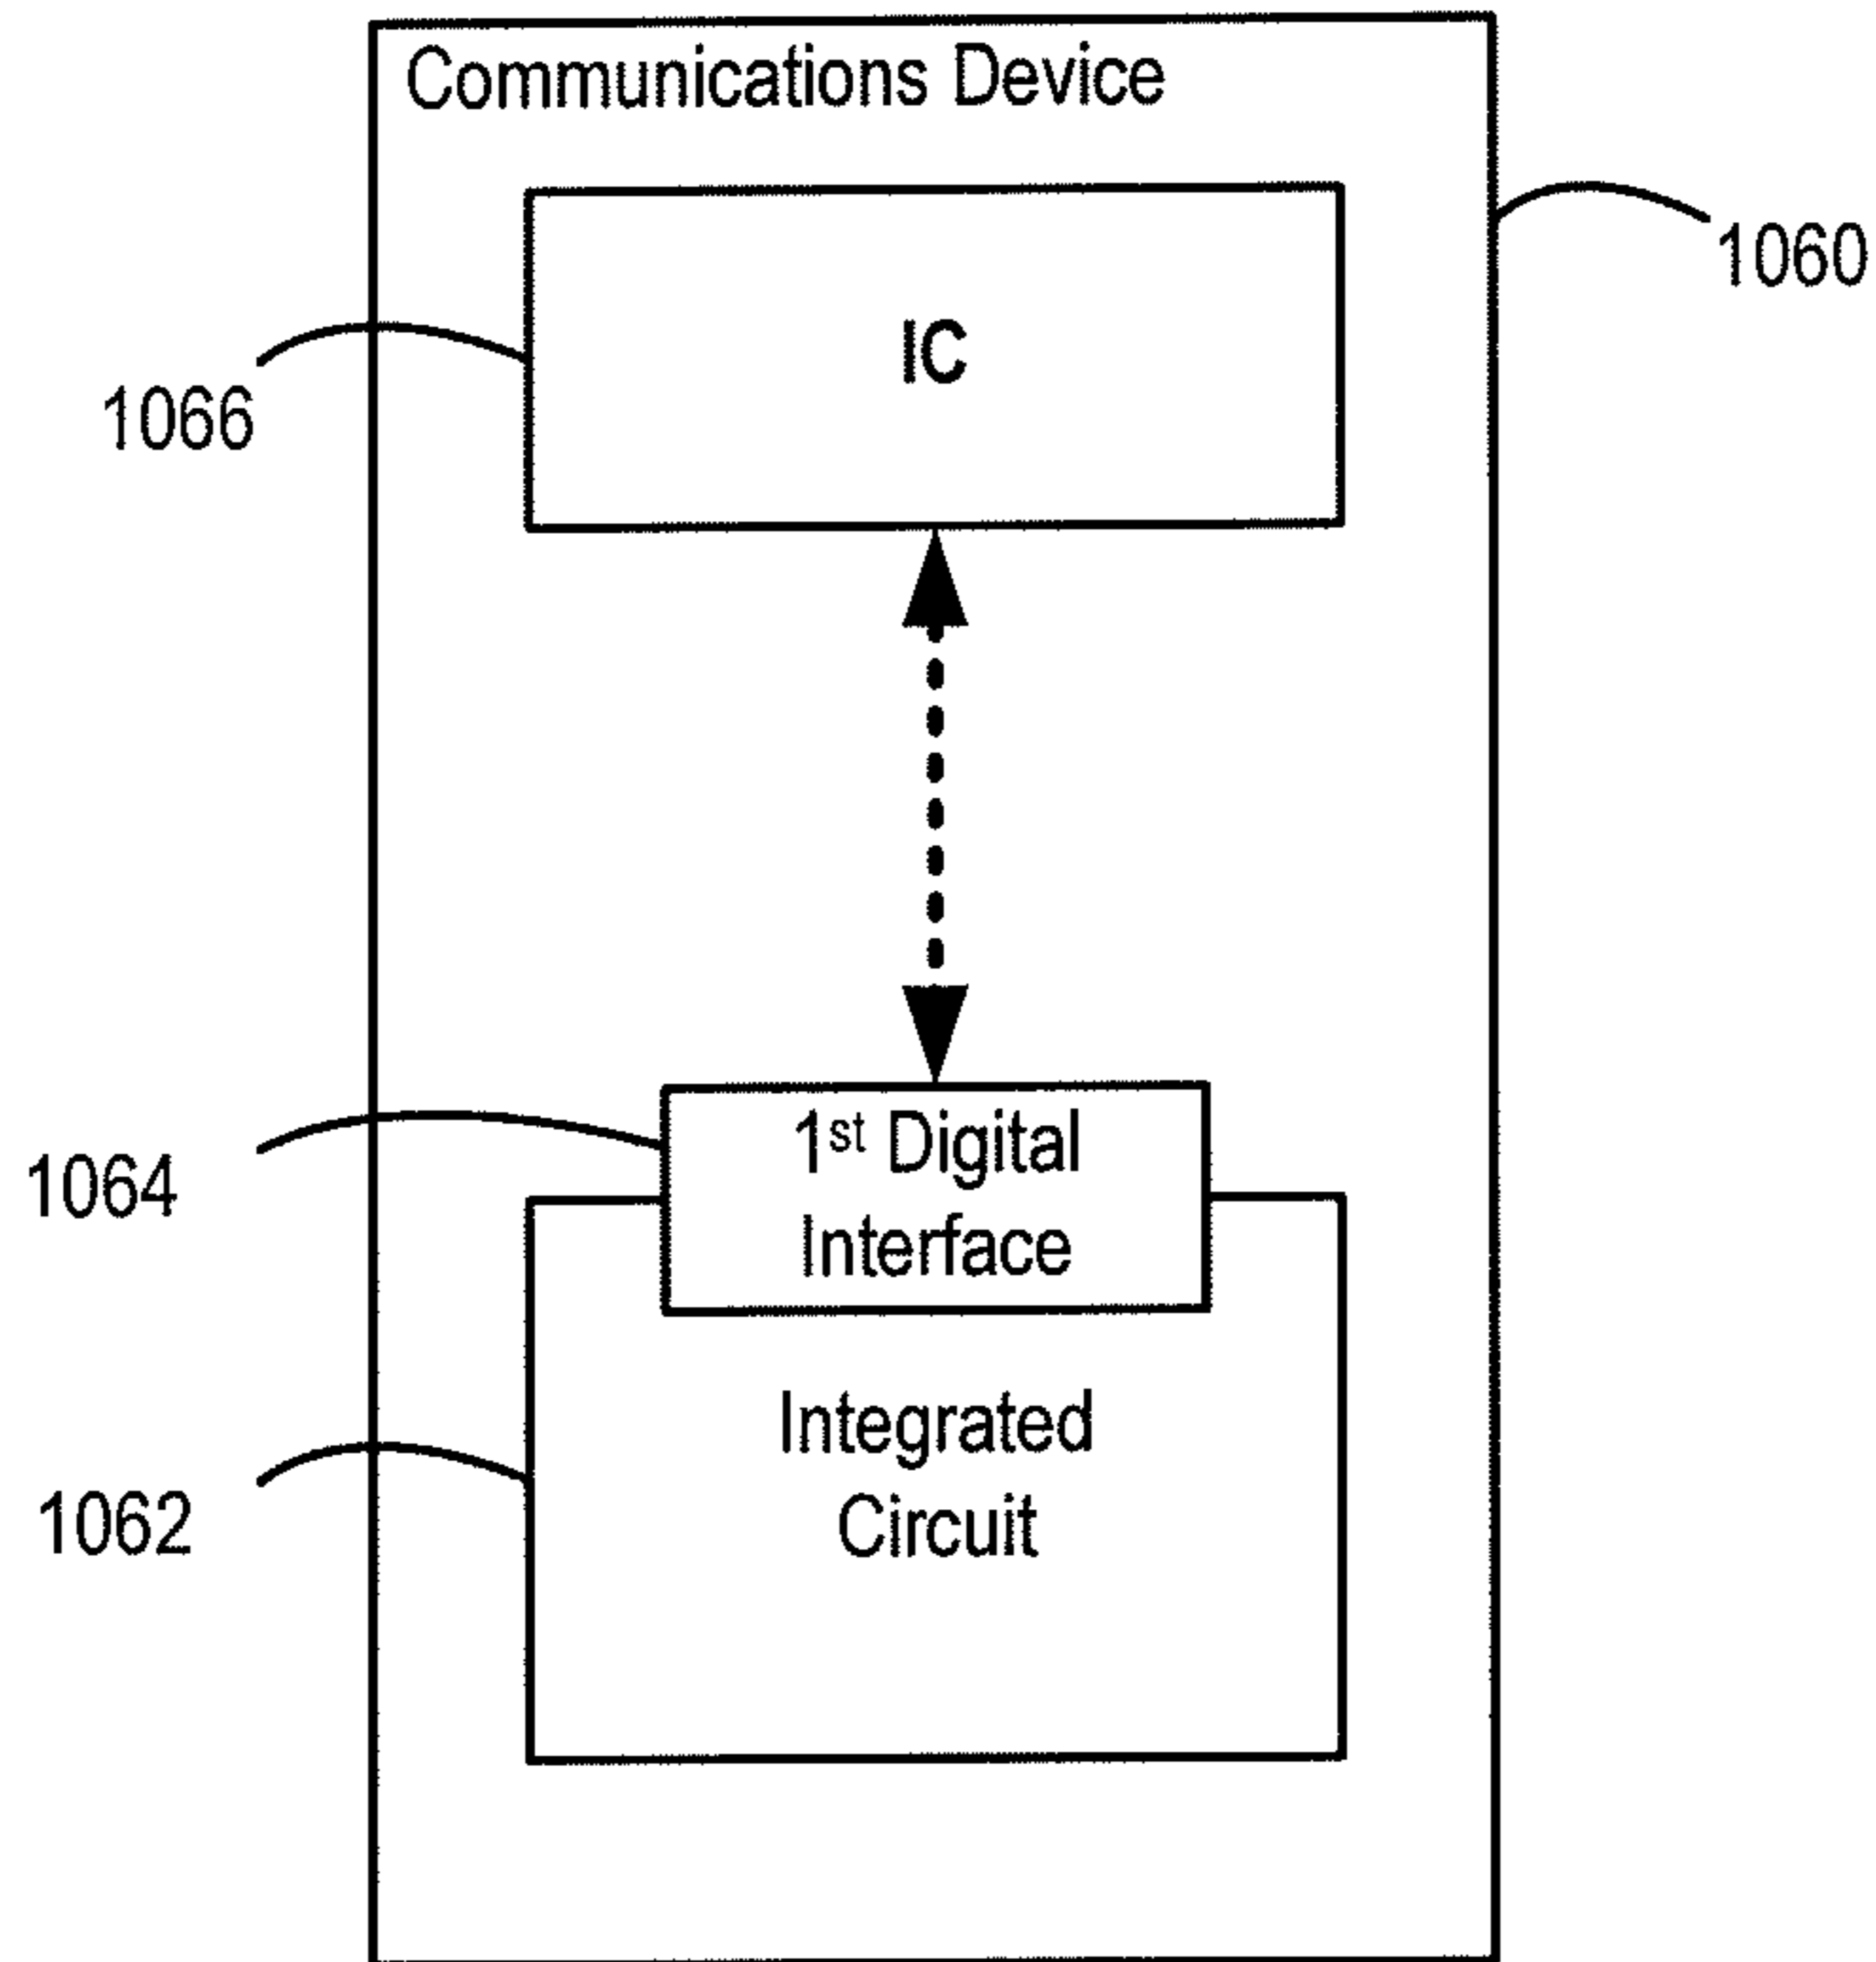 Communications Device
1060
IC
1066
1st Digital
Interface
1064
Integrated
Circuit
1062